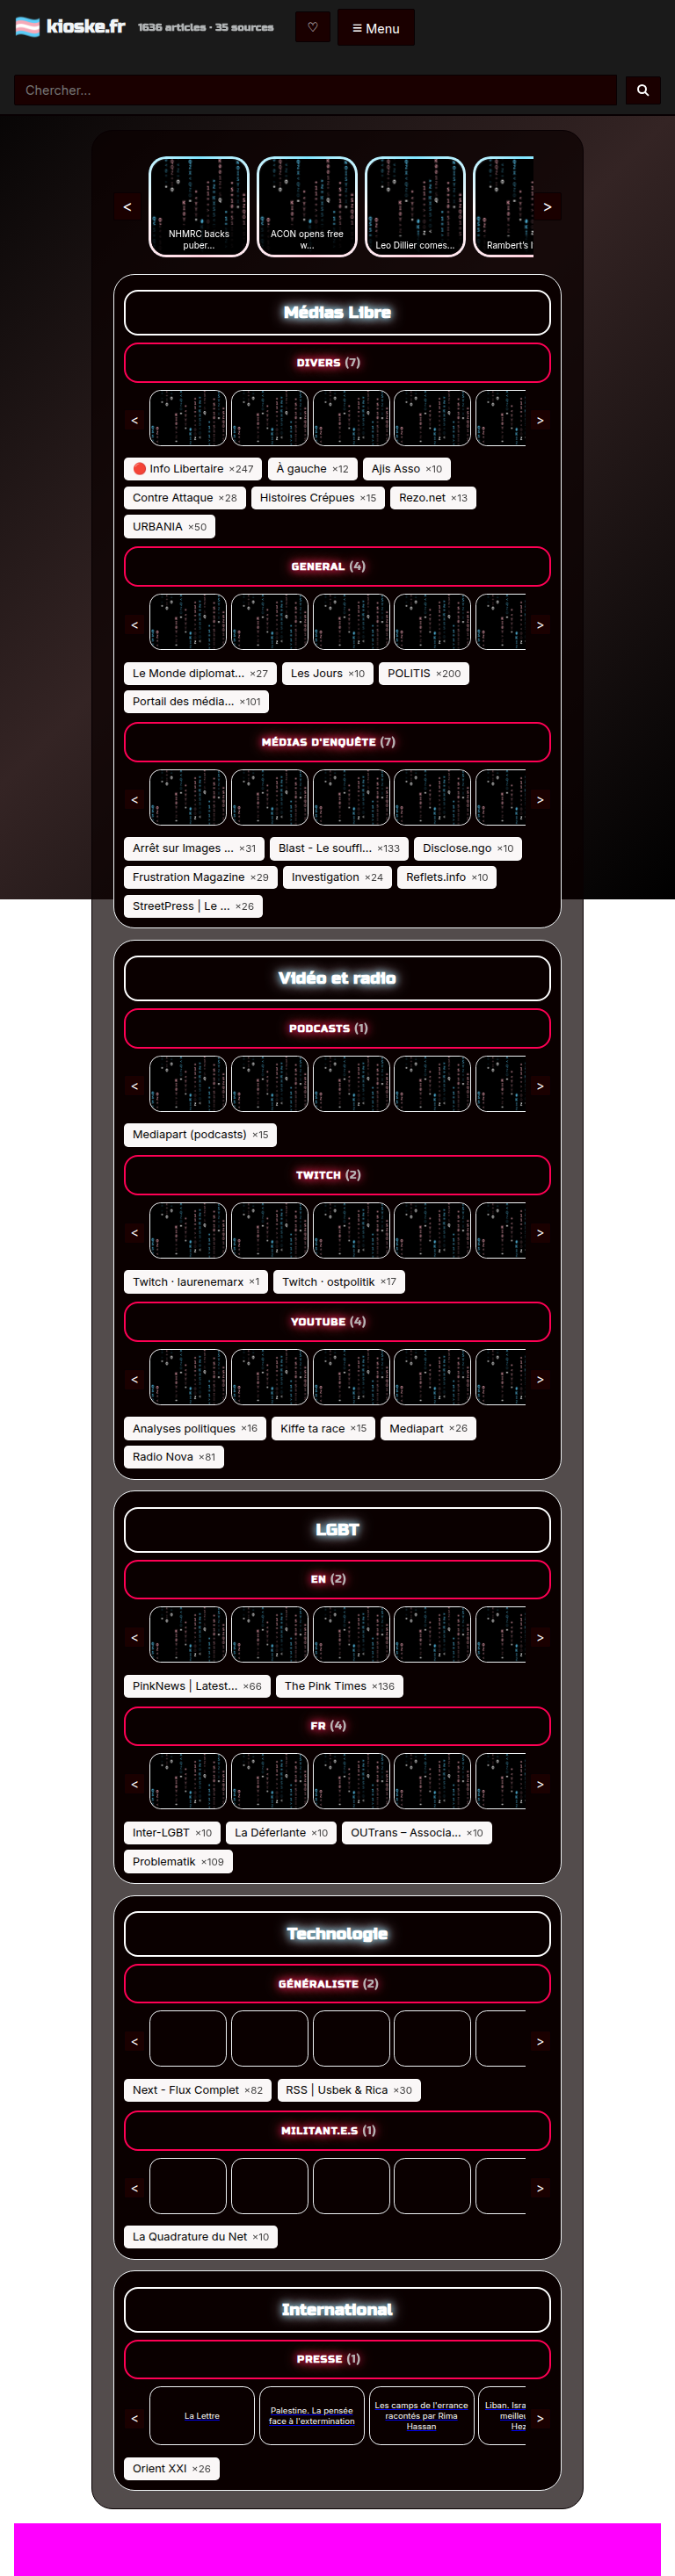 kioske.fr 1636 articles · 35 sources ♡ ≡ Menu
Chercher...
<
NHMRC backs
puber...
ACON opens free
w...
Leo Dillier comes...
Rambert's
>
Médias Libre
DIVERS (7)
< >
🔴 Info Libertaire ×247 À gauche ×12 Ajis Asso ×10
Contre Attaque ×28 Histoires Crépues ×15 Rezo.net ×13
URBANIA ×50
GENERAL (4)
< >
Le Monde diplomat... ×27 Les Jours ×10 POLITIS ×200
Portail des média... ×101
MÉDIAS D'ENQUÊTE (7)
< >
Arrêt sur Images ... ×31 Blast - Le souffl... ×133 Disclose.ngo ×10
Frustration Magazine ×29 Investigation ×24 Reflets.info ×10
StreetPress | Le ... ×26
Vidéo et radio
PODCASTS (1)
< >
Mediapart (podcasts) ×15
TWITCH (2)
< >
Twitch · laurenemarx ×1 Twitch · ostpolitik ×17
YOUTUBE (4)
< >
Analyses politiques ×16 Kiffe ta race ×15 Mediapart ×26
Radio Nova ×81
LGBT
EN (2)
< >
PinkNews | Latest... ×66 The Pink Times ×136
FR (4)
< >
Inter-LGBT ×10 La Déferlante ×10 OUTrans – Associa... ×10
Problematik ×109
Technologie
GÉNÉRALISTE (2)
< >
Next - Flux Complet ×82 RSS | Usbek & Rica ×30
MILITANT.E.S (1)
< >
La Quadrature du Net ×10
International
PRESSE (1)
<
La Lettre
Palestine. La pensée
face à l'extermination
Les camps de l'errance
racontés par Rima
Hassan
Liban. Isra
meilleu
Hez
>
Orient XXI ×26